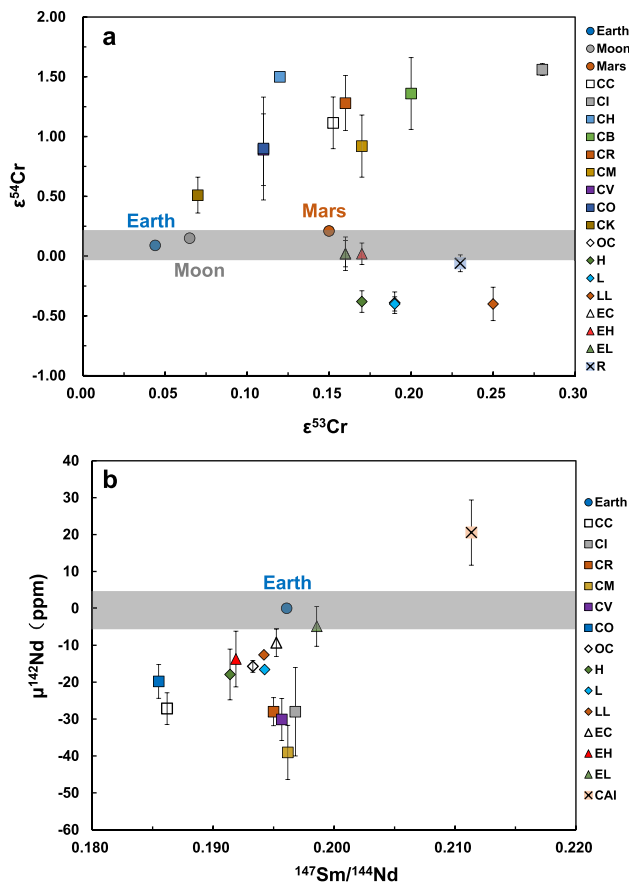 a
2.00
1.50
1.00
0.50
0.00
-0.50
-1.00
ε54Cr
Earth
Moon
Mars
0.00
0.05
0.10
0.15
0.20
0.25
0.30
ε53Cr
Earth
Moon
Mars
CC
CI
CH
CB
CR
CM
CV
CO
CK
OC
H
L
LL
EC
EH
EL
R
b
40
30
20
10
0
-10
-20
-30
-40
-50
-60
μ142Nd (ppm)
Earth
0.180
0.190
0.200
0.210
0.220
147Sm/144Nd
Earth
CC
CI
CR
CM
CV
CO
OC
H
L
LL
EC
EH
EL
CAI